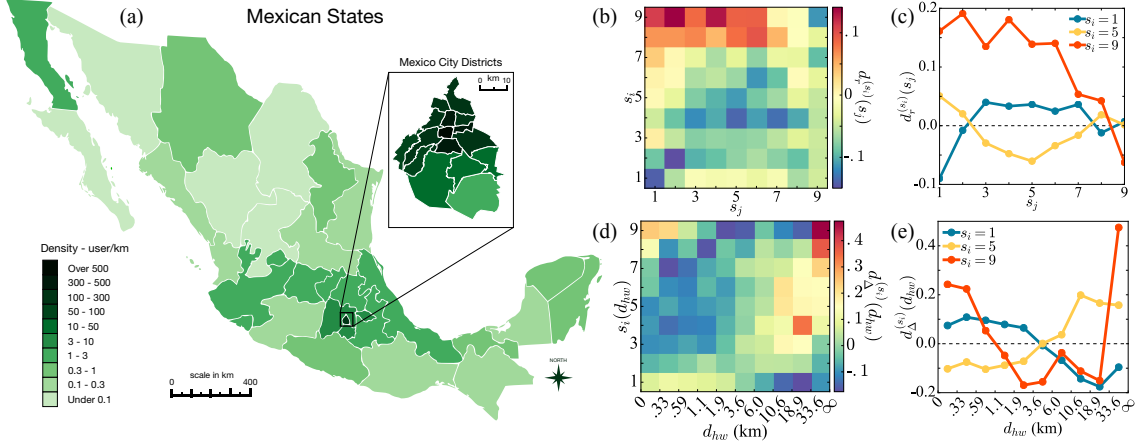 (a)
Mexican States
Mexico City Districts
km
0 10
Density - user/km
Over 500
300 - 500
100 - 300
50 - 100
10 - 50
3 - 10
1 - 3
0.3 - 1
0.1 - 0.3
Under 0.1
scale in km
0 400
NORTH
(b)
s_i
9
7
5
3
1
1 3 5 7 9
s_j
.1
0
-.1
d_r^(s_i)(s_j)
(c)
d_r^(s_i)(s_j)
0.2
0.1
0.0
-0.1
1 3 5 7 9
s_j
s_i = 1
s_i = 5
s_i = 9
(d)
s_i(d_hw)
9
7
5
3
1
0 .33 .59 1.1 1.9 3.6 6.0 10.6 18.9 33.6 ∞
d_hw (km)
.4
.3
.2
.1
0
-.1
d_Δ^(s_i)(d_hw)
(e)
d_Δ^(s_i)(d_hw)
0.4
0.2
0.0
-0.2
0 .33 .59 1.1 1.9 3.6 6.0 10.6 18.9 33.6 ∞
d_hw (km)
s_i = 1
s_i = 5
s_i = 9